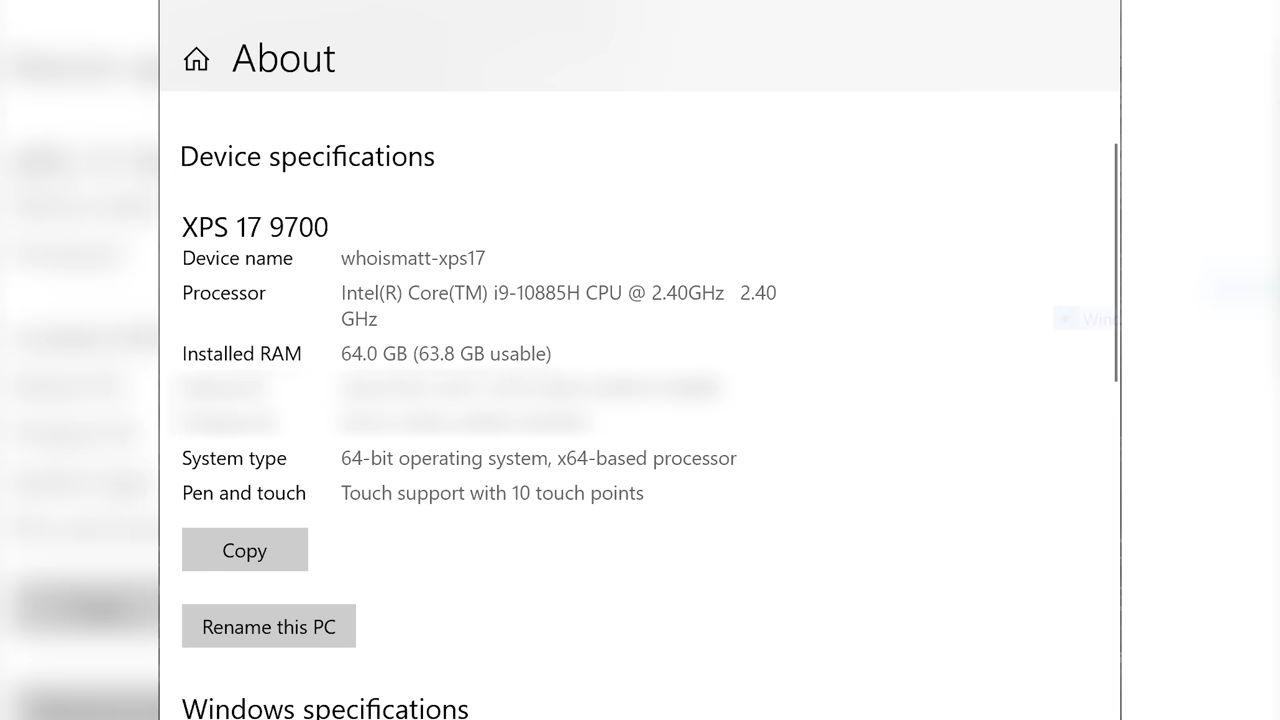 About
Device specifications
XPS 17 9700
Device name whoismatt-xps17
Processor Intel(R) Core(TM) i9-10885H CPU @ 2.40GHz 2.40
GHz
Installed RAM 64.0 GB (63.8 GB usable)
System type 64-bit operating system, x64-based processor
Pen and touch Touch support with 10 touch points
Copy
Rename this PC
Windows specifications